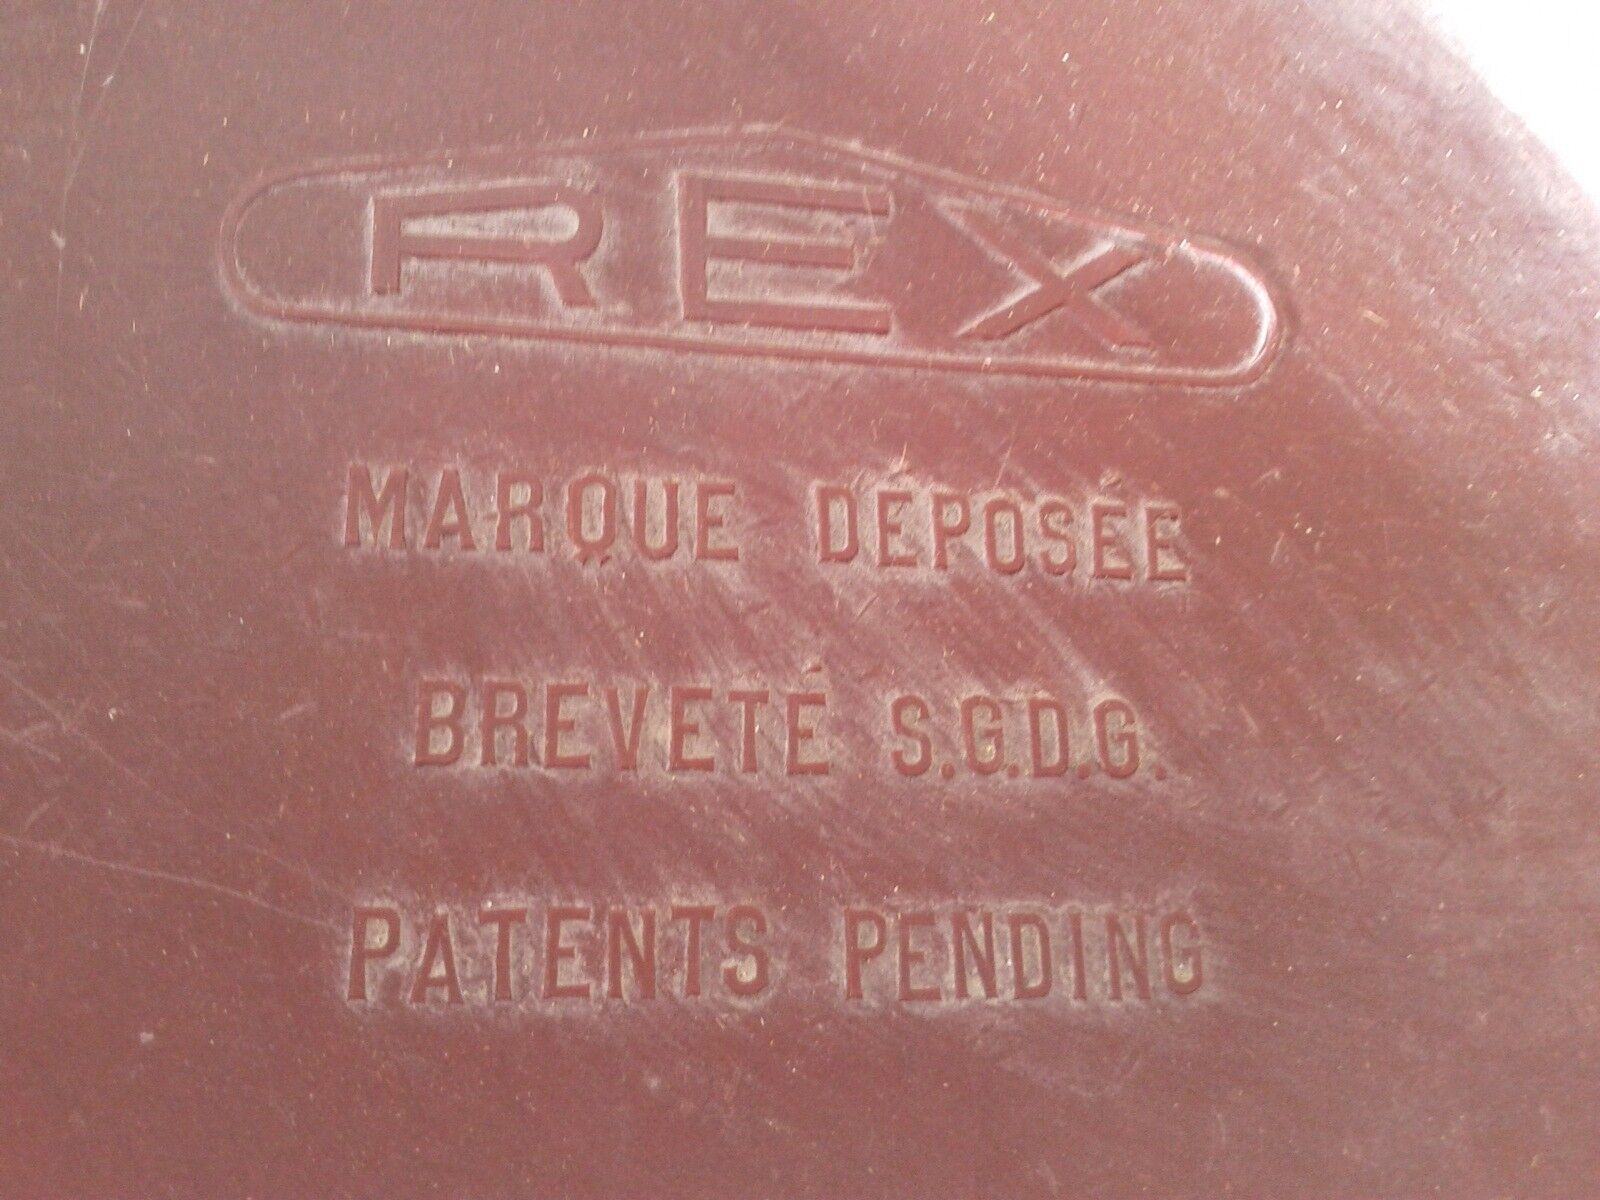 REX
MARQUE DÉPOSÉE
BREVETÉ S.G.D.G.
PATENTS PENDING